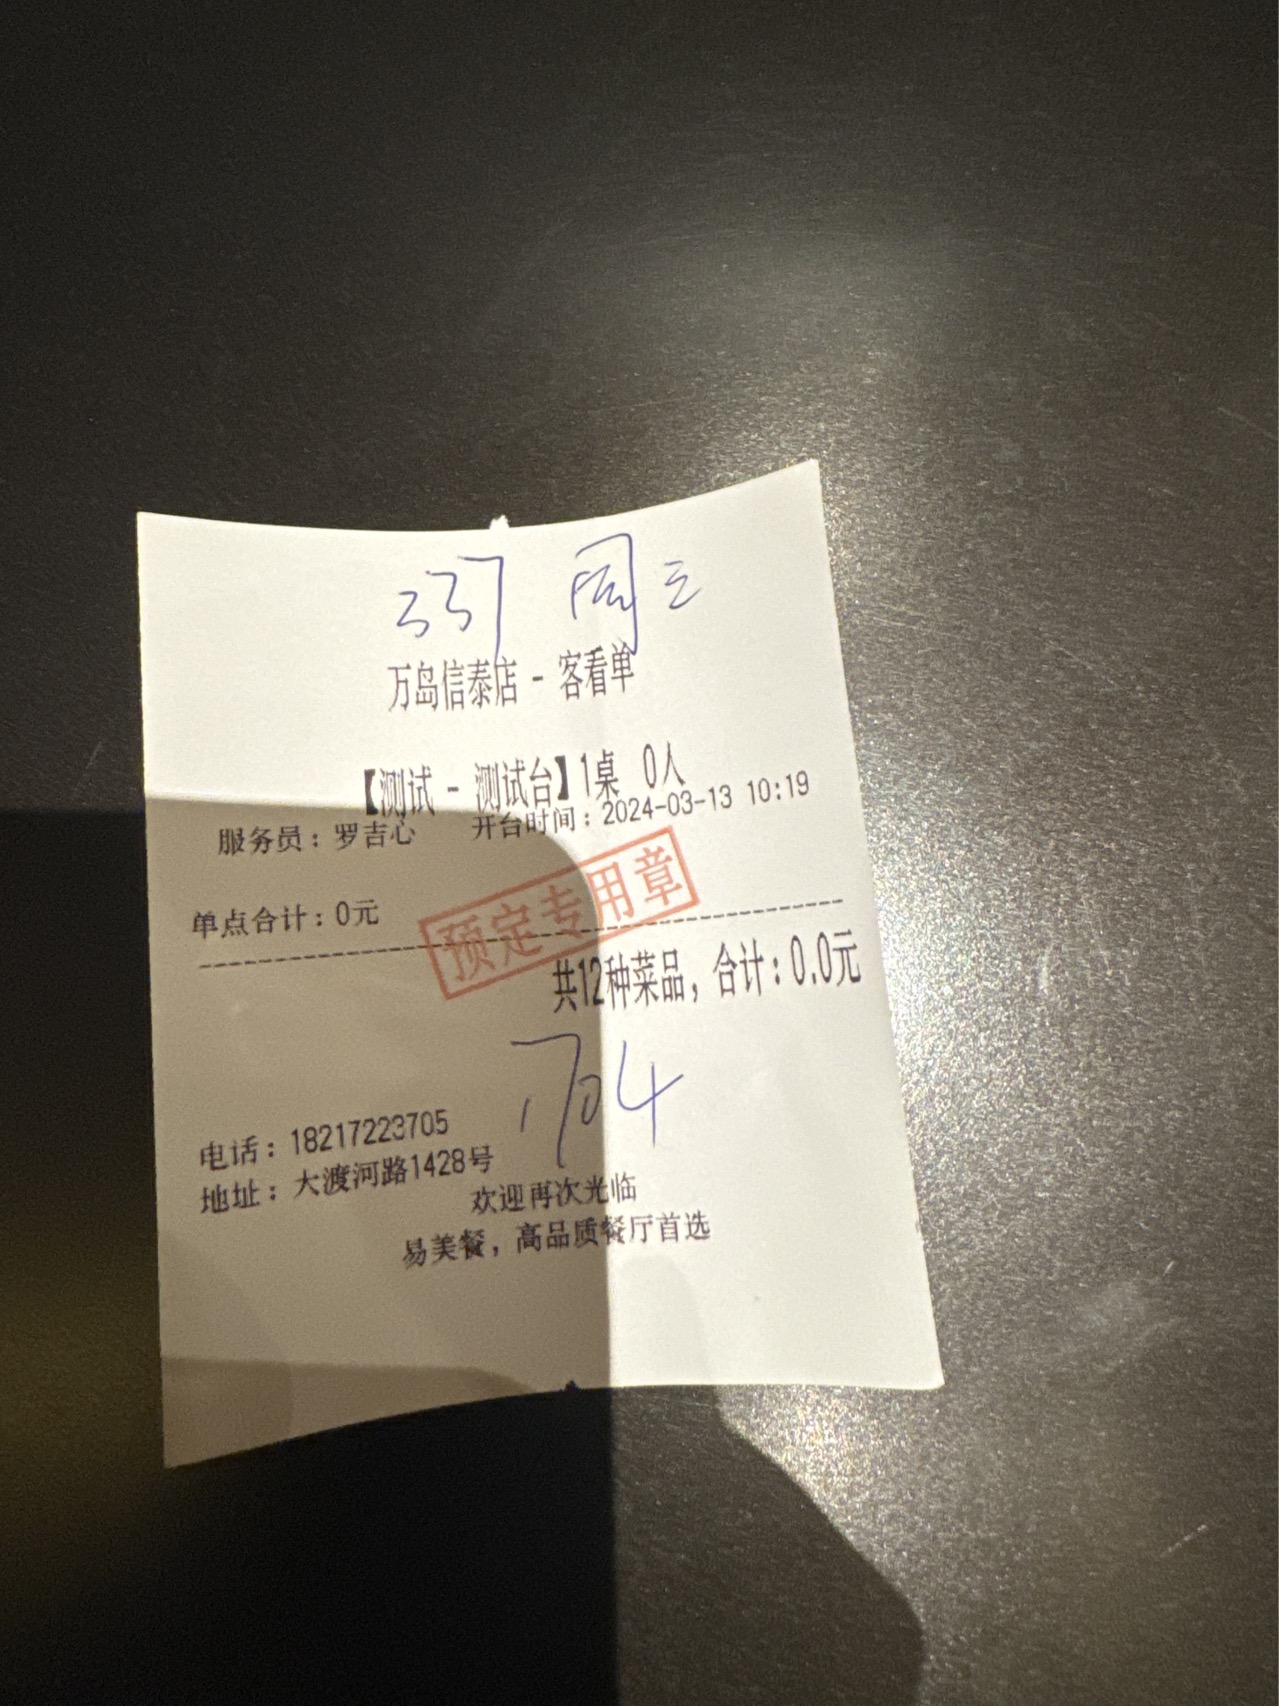 337 周三
万岛信泰店 - 客看单
【测试 - 测试台】1桌 0人
服务员：罗吉心 开台时间：2024-03-13 10:19
单点合计：0元
预定专用章
共12种菜品，合计：0.0元
1704
电话：18217223705
地址：大渡河路1428号
欢迎再次光临
易美餐，高品质餐厅首选